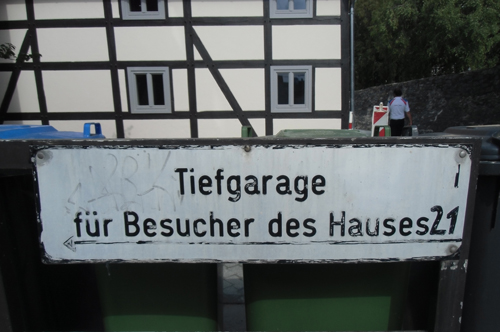 Tiefgarage
für Besucher des Hauses 21